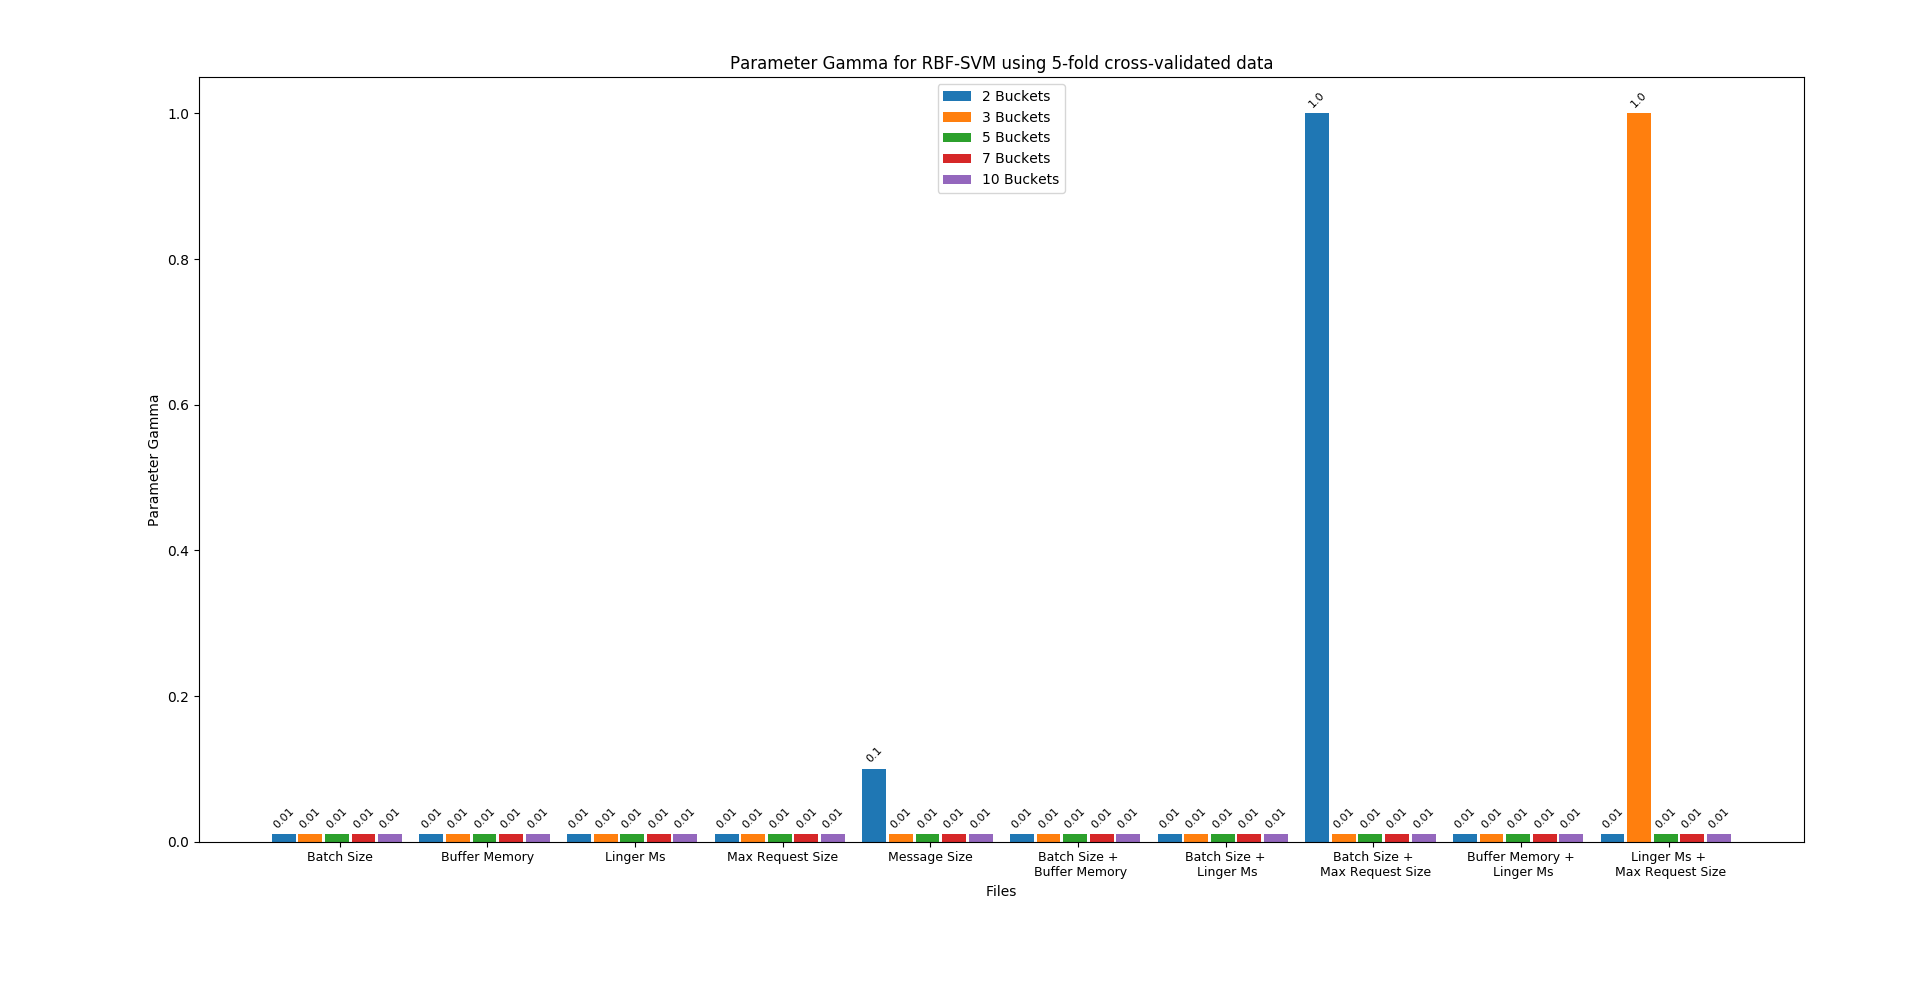 Parameter Gamma for RBF-SVM using 5-fold cross-validated data
2 Buckets
3 Buckets
5 Buckets
7 Buckets
10 Buckets
Parameter Gamma
1.0
0.8
0.6
0.4
0.2
0.0
0.01 0.01 0.01 0.01 0.01
0.01 0.01 0.01 0.01 0.01
0.01 0.01 0.01 0.01 0.01
0.01 0.01 0.01 0.01 0.01
0.1 0.01 0.01 0.01 0.01
0.01 0.01 0.01 0.01 0.01
0.01 0.01 0.01 0.01 0.01
1.0 0.01 0.01 0.01 0.01
0.01 0.01 0.01 0.01 0.01
0.01 1.0 0.01 0.01 0.01
Batch Size
Buffer Memory
Linger Ms
Max Request Size
Message Size
Batch Size +
Buffer Memory
Batch Size +
Linger Ms
Batch Size +
Max Request Size
Buffer Memory +
Linger Ms
Linger Ms +
Max Request Size
Files